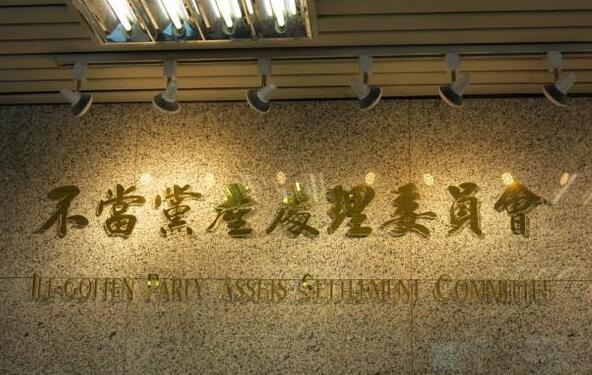 不當黨產處理委員會
ILL-GOTTEN PARTY ASSETS SETTLEMENT COMMITTEE